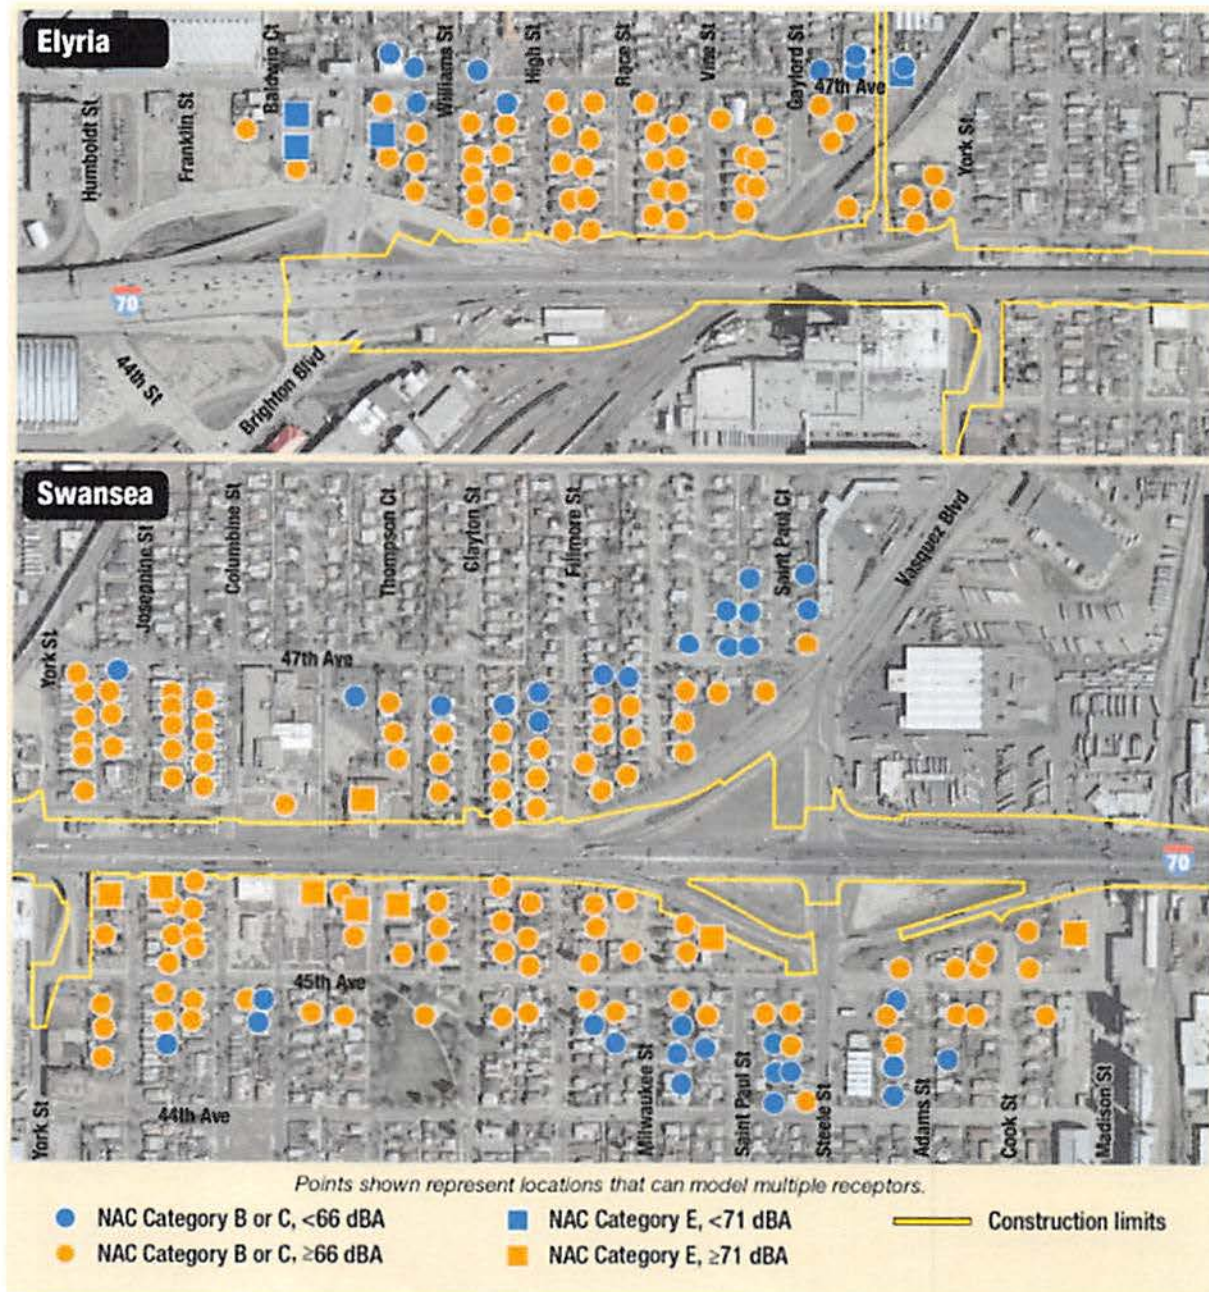 Elyria
Humboldt St
Franklin St
Baldwin Ct
Williams St
High St
Race St
Vine St
Gaylord St
47th Ave
York St
70
44th St
Brighton Blvd
Swansea
York St
Josephine St
Columbine St
47th Ave
Thompson Ct
Clayton St
Fillmore St
Saint Paul Ct
Vasquez Blvd
70
45th Ave
York St
44th Ave
Milwaukee St
Saint Paul St
Steele St
Adams St
Cook St
Madison St
Points shown represent locations that can model multiple receptors.
NAC Category B or C, <66 dBA
NAC Category E, <71 dBA
Construction limits
NAC Category B or C, ≥66 dBA
NAC Category E, ≥71 dBA